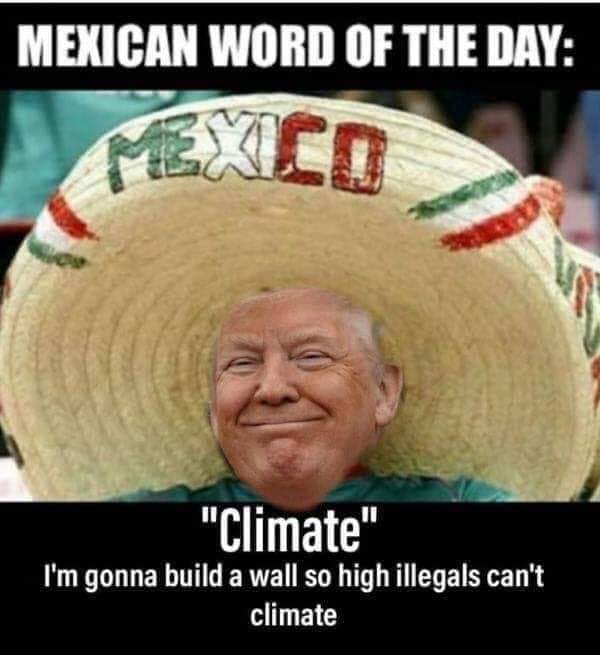 MEXICAN WORD OF THE DAY:
MEXICO
"Climate"
I'm gonna build a wall so high illegals can't
climate